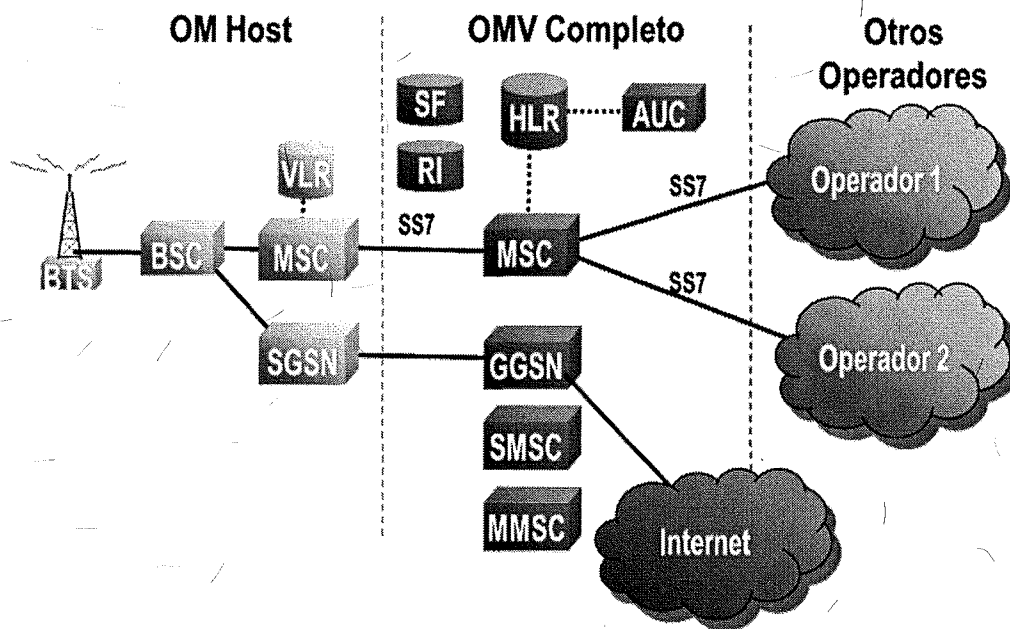 OM Host
OMV Completo
Otros
Operadores
SF
HLR
AUC
RI
VLR
Operador 1
SS7
SS7
BTS
BSC
MSC
MSC
SS7
SGSN
GGSN
Operador 2
SMSC
MMSC
Internet